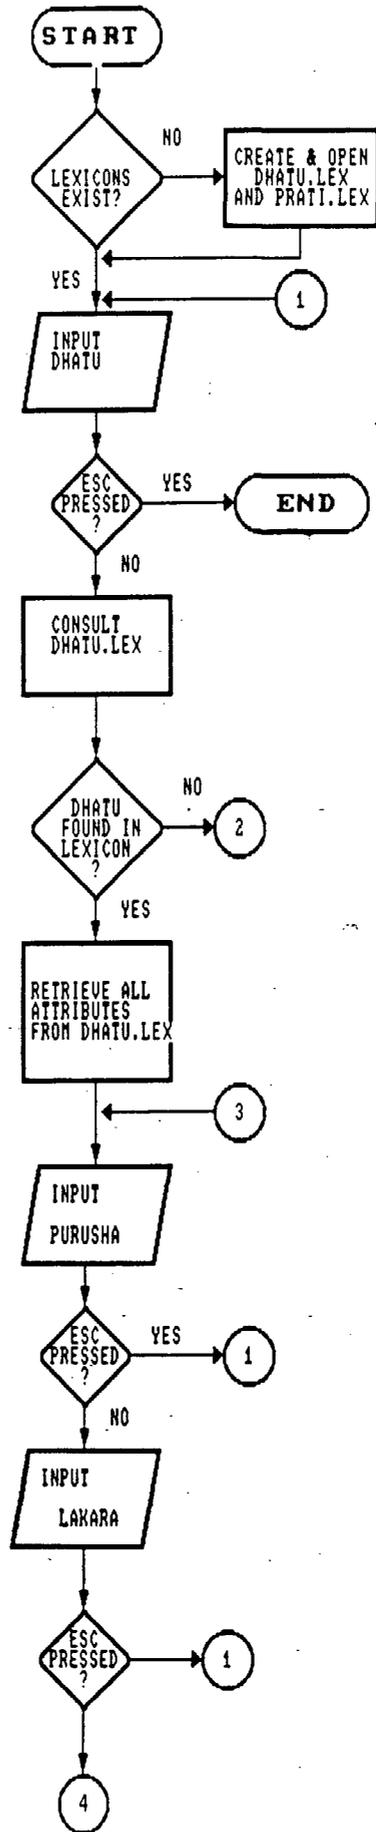 START
NO
LEXICONS
EXIST?
CREATE & OPEN
DHATU.LEX
AND PRATI.LEX
YES
1
INPUT
DHATU
ESC
PRESSED
?
YES
END
NO
CONSULT
DHATU.LEX
NO
DHATU
FOUND IN
LEXICON
?
2
YES
RETRIEVE ALL
ATTRIBUTES
FROM DHATU.LEX
3
INPUT
PURUSHA
ESC
PRESSED
?
YES
1
NO
INPUT
LAKARA
ESC
PRESSED
?
1
4